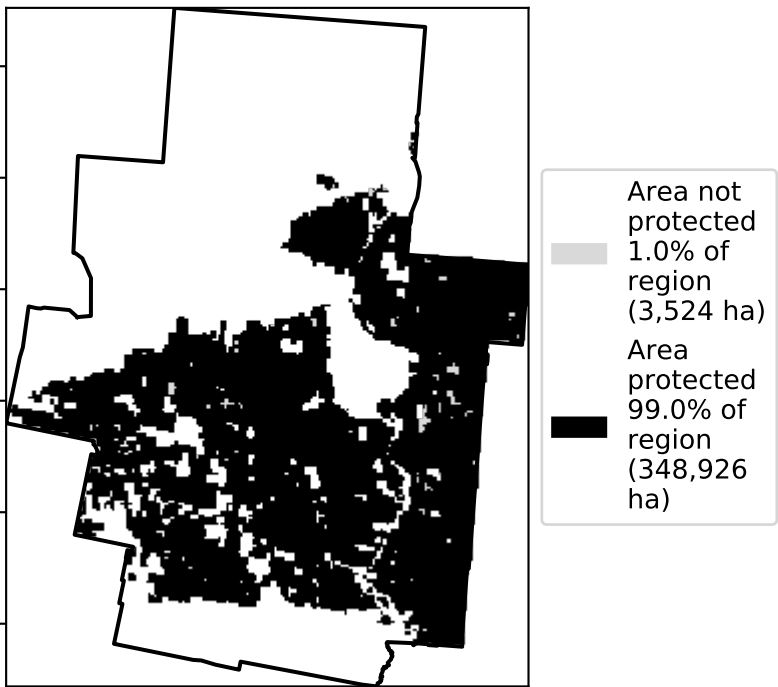 Area not
protected
1.0% of
region
(3,524 ha)
Area
protected
99.0% of
region
(348,926
ha)